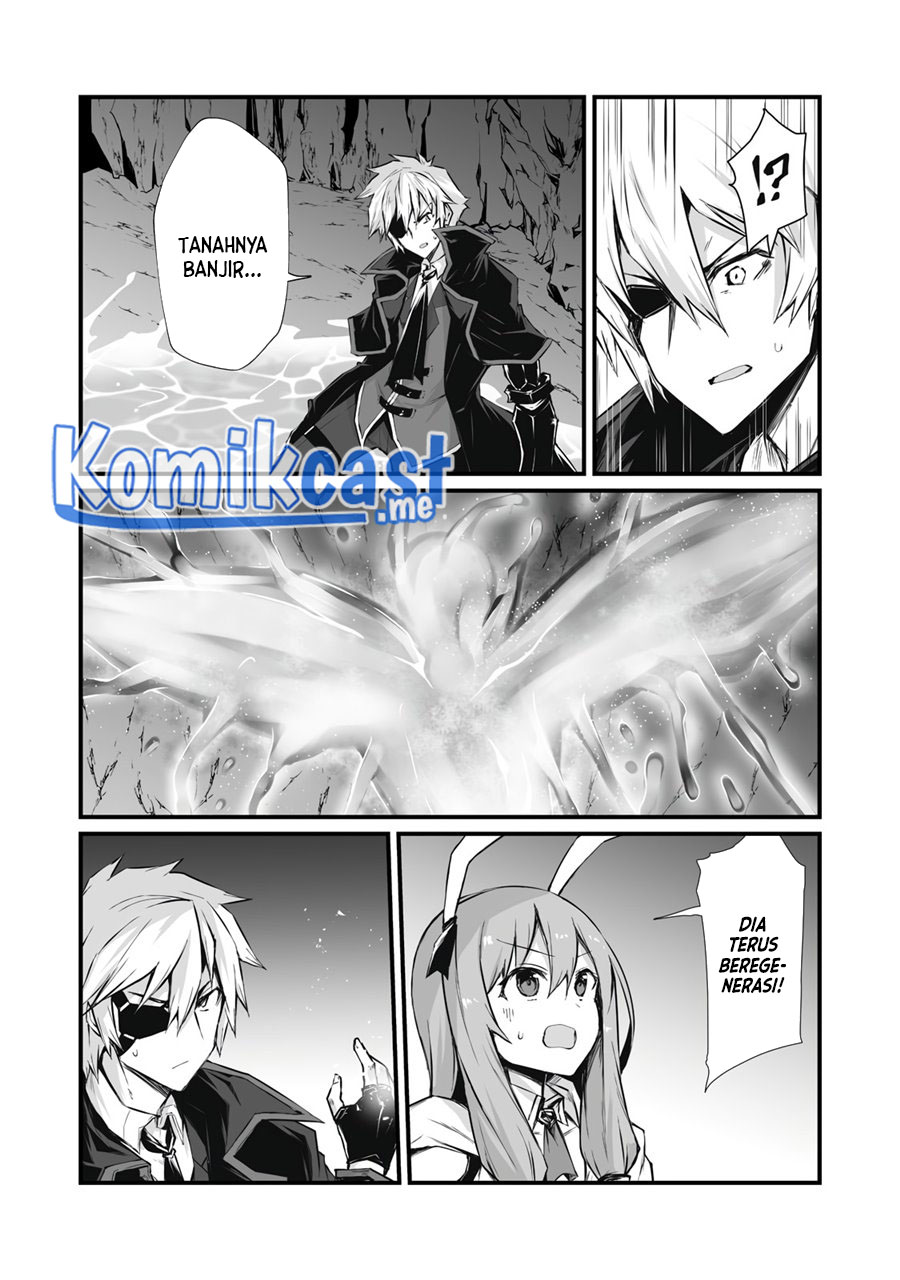 !?
TANAHNYA
BANJIR...
Komikcast
.me
DIA
TERUS
BEREGE-
NERASI!